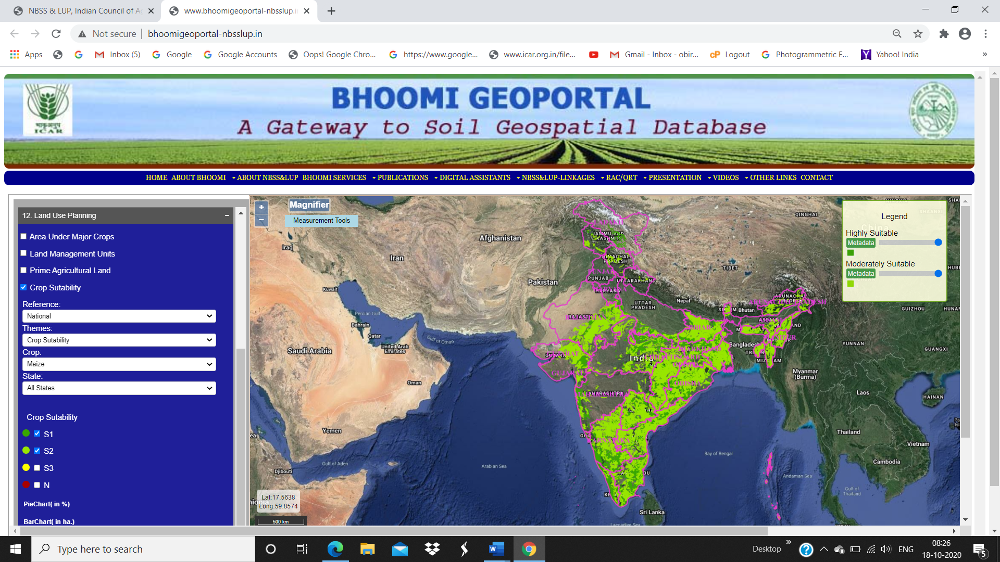 NBSS & LUP, Indian Council of Ag
www.bhoomigeoportal-nbsslup.in
Not secure
bhoomigeoportal-nbsslup.in
Apps
Inbox (5)
Google
Google Accounts
Oops! Google Chro...
https://www.google...
www.icar.org.in/file...
Gmail - Inbox - obir...
cP Logout
Photogrammetric E...
Yahoo! India
»
भाकृअनुप
ICAR
BHOOMI GEOPORTAL
A Gateway to Soil Geospatial Database
HOME ABOUT BHOOMI ABOUT NBSS&LUP BHOOMI SERVICES PUBLICATIONS DIGITAL ASSISTANTS NBSS&LUP-LINKAGES RAC/QRT PRESENTATION VIDEOS OTHER LINKS CONTACT
12. Land Use Planning
Area Under Major Crops
Land Management Units
Prime Agricultural Land
Crop Sutability
Reference:
National
Themes:
Crop Sutability
Crop:
Maize
State:
All States
Crop Sutability
S1
S2
S3
N
PieChart( in %)
BarChart( in ha.)
+
−
Magnifier
Measurement Tools
Legend
Highly Suitable
Metadata
Moderately Suitable
Metadata
QINGHAI
Afghanistan
Iraq
Iran
JAMMU AND
KASHMIR
HIMACHAL
PRADESH
TIBET
Pakistan
PUNJAB
UTTARAKHAND
HARYANA
Kuwait
UTTAR
PRADESH
Nepal
Bhutan
GUIZHOU
HUNAN
Persian Gulf
Bahrain
Qatar
United Arab
Emirates
Gulf of Oman
ASSAM
Bangladesh
YUNNAN
GUANGXI
Saudi Arabia
India
MIZORAM
Myanmar
(Burma)
Oman
ODISHA
MAHARASHTRA
Laos
HAINAN
Yemen
KARNATAKA
Thailand
Vietnam
Bay of Bengal
Cambodia
Gulf of Aden
Arabian Sea
Djibouti
Andaman Sea
Gulf of
Thailand
Sri Lanka
Laccadive Sea
Lat:17.5638
Long:59.8574
500 km
Type here to search
Desktop
»
ENG
08:26
18-10-2020
5